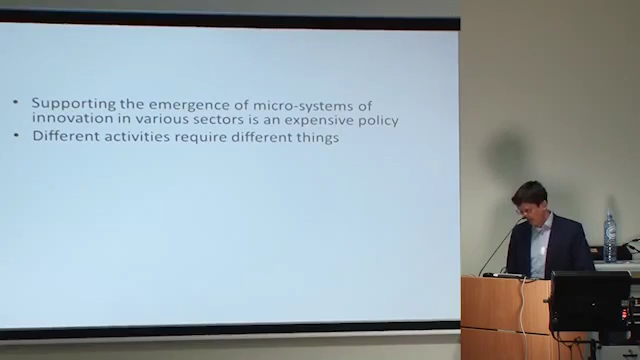 • Supporting the emergence of micro-systems of
innovation in various sectors is an expensive policy
• Different activities require different things